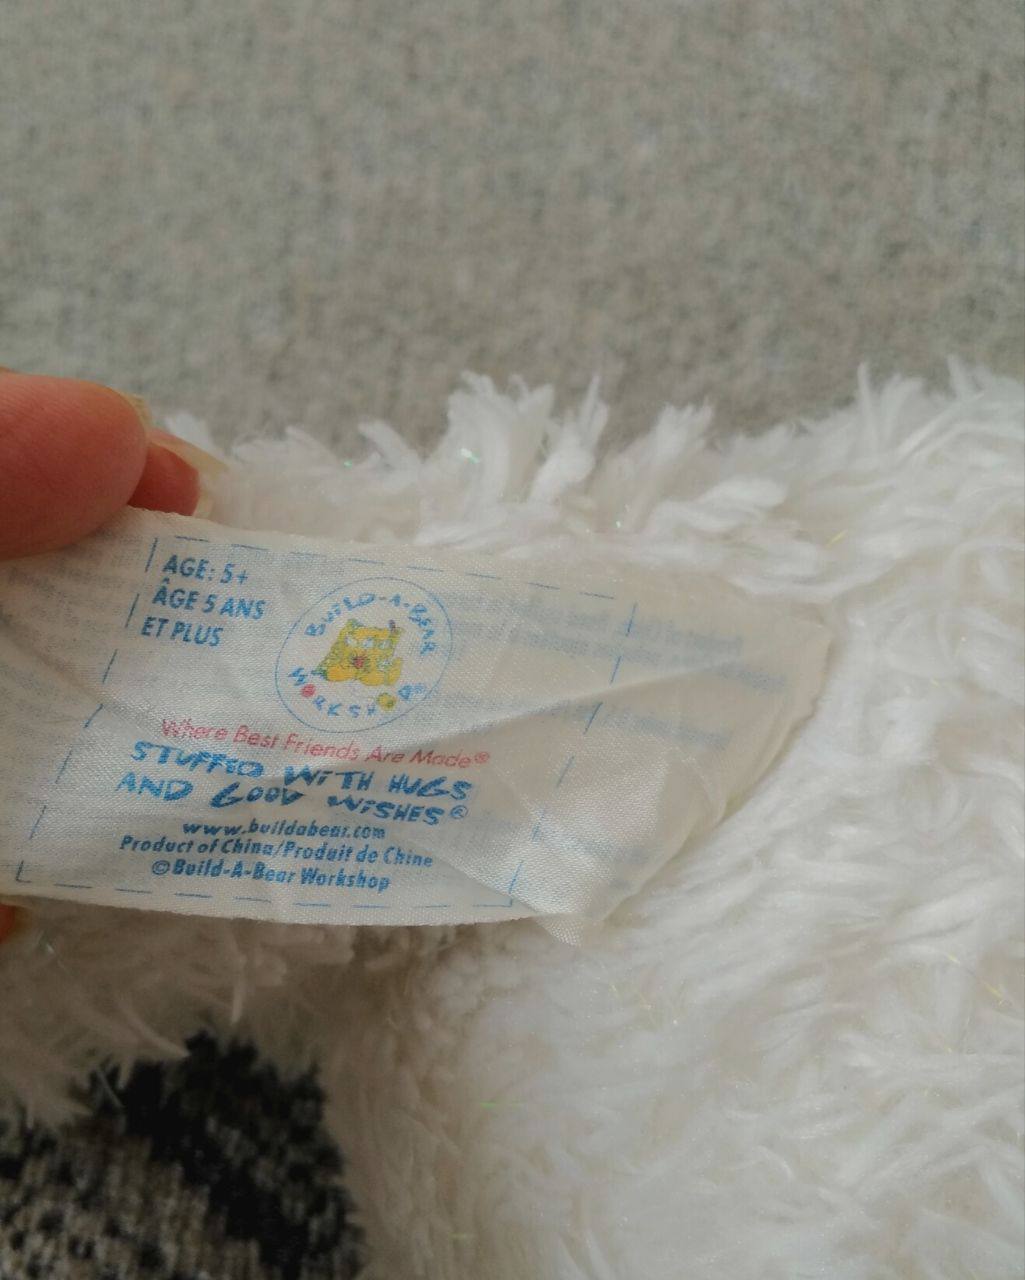 AGE: 5+
ÂGE 5 ANS
ET PLUS
BUILD-A-BEAR
WORKSHOP®
Where Best Friends Are Made®
STUFFED WITH HUGS
AND GOOD WISHES®
www.buildabear.com
Product of China/Produit de Chine
©Build-A-Bear Workshop